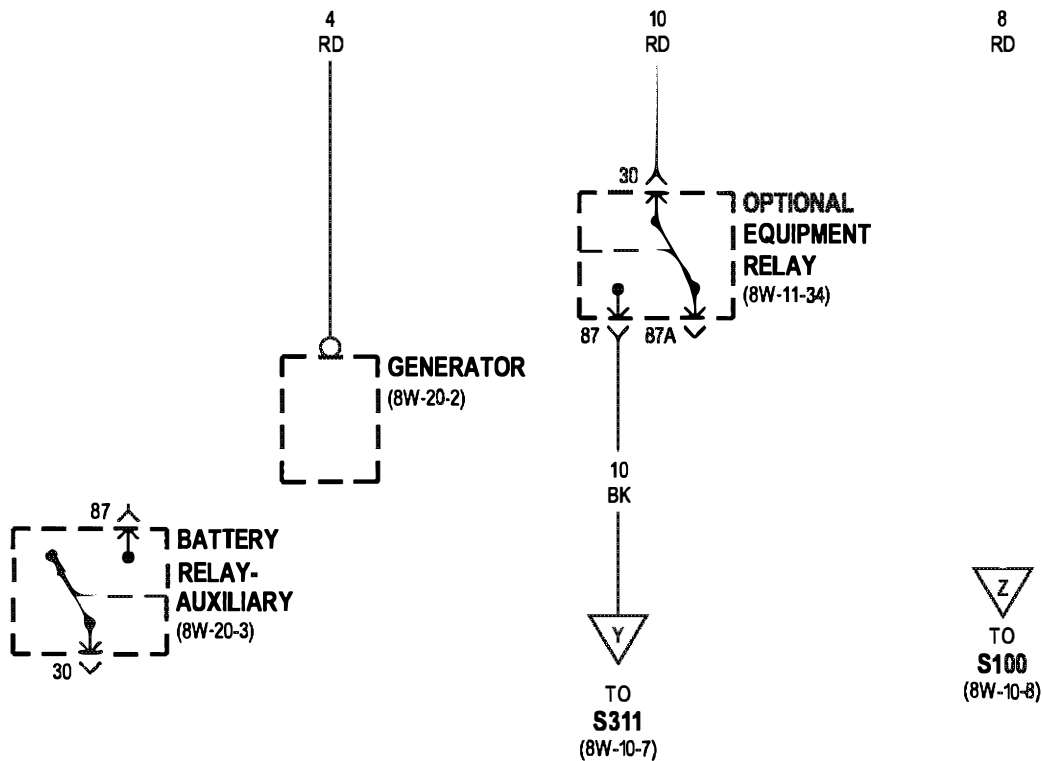 4
RD
10
RD
8
RD
30
OPTIONAL
EQUIPMENT
RELAY
(8W-11-34)
87
87A
GENERATOR
(8W-20-2)
10
BK
87
BATTERY
RELAY-
AUXILIARY
(8W-20-3)
30
Y
TO
S311
(8W-10-7)
Z
TO
S100
(8W-10-8)